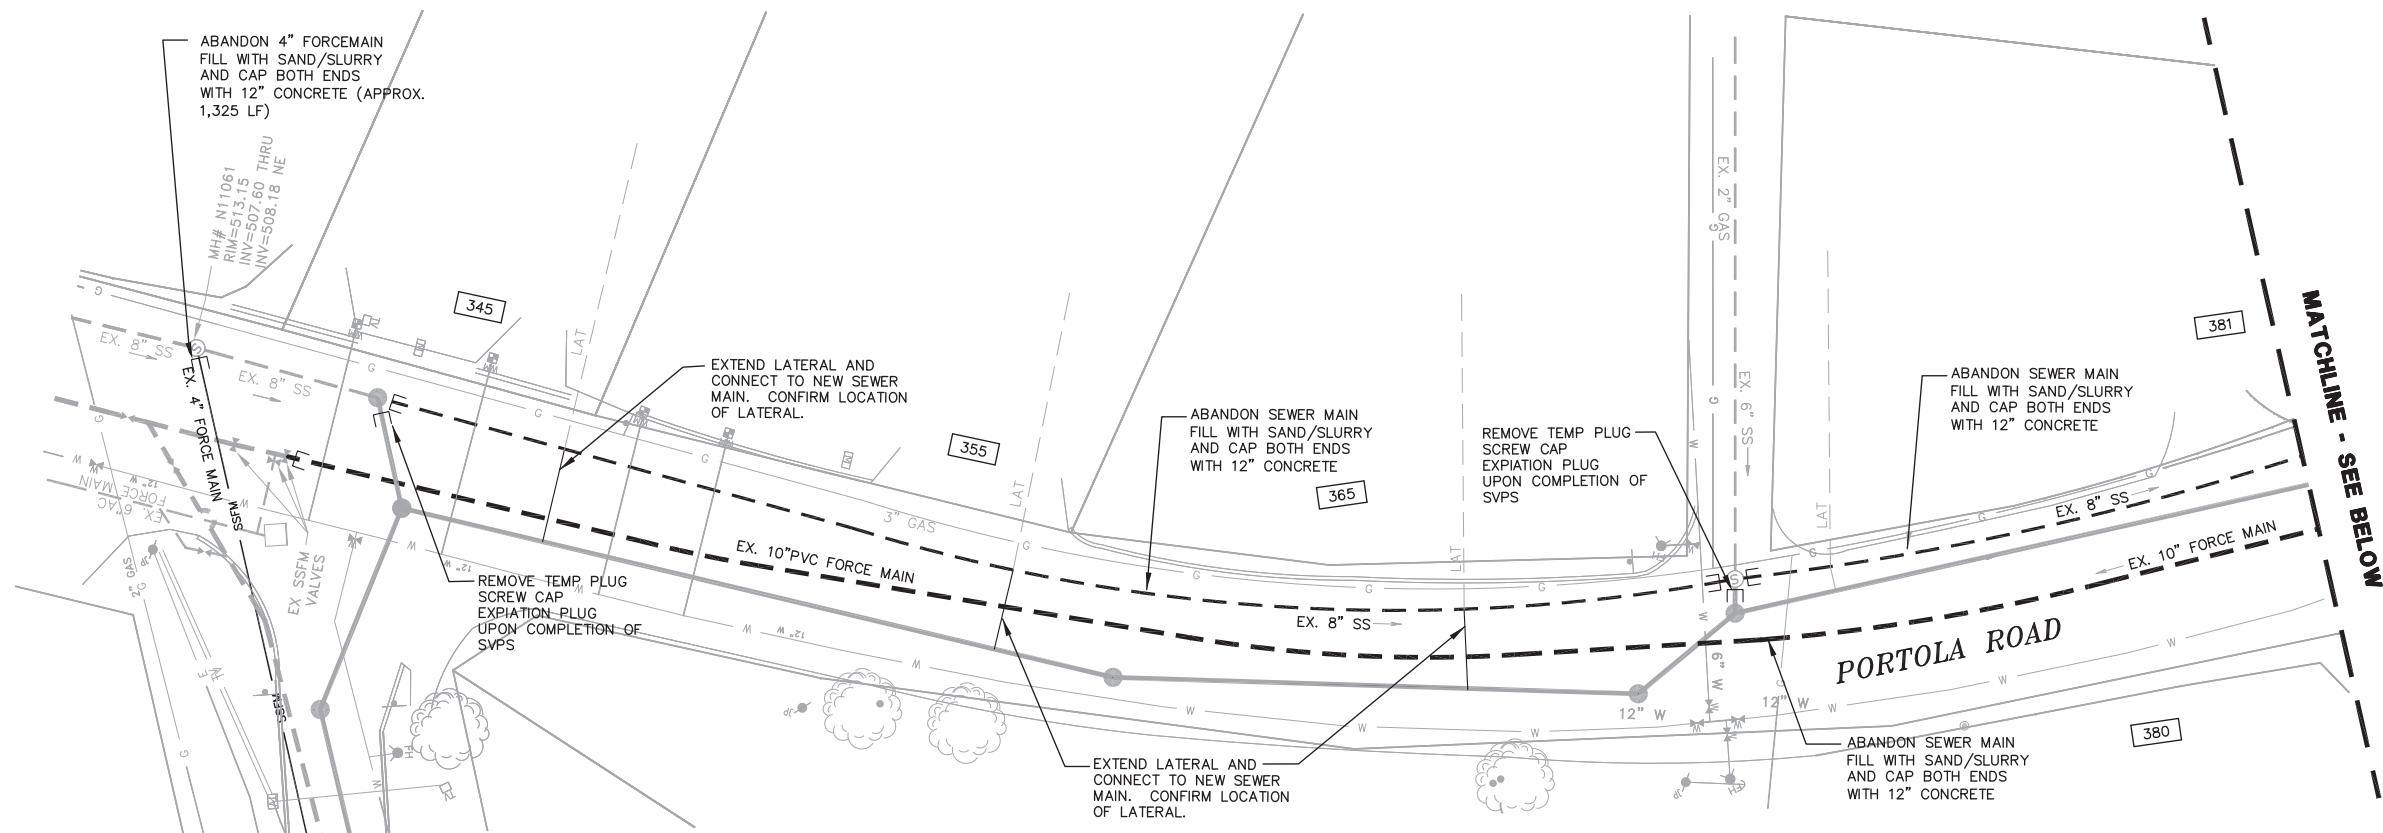 ABANDON 4" FORCEMAIN
FILL WITH SAND/SLURRY
AND CAP BOTH ENDS
WITH 12" CONCRETE (APPROX.
1,325 LF)
MH# N11061
RIM=513.15
INV=507.60 THRU
INV=508.18 NE
345
G
EX. 8" SS
S
EX. 8" SS
EX. 4" FORCE MAIN
SSFM
12" W
EX. 6"AC
FORCE MAIN
EX SSFM
VALVES
2" GAS
JP
SSFM
FH
TV
LAT
EXTEND LATERAL AND
CONNECT TO NEW SEWER
MAIN. CONFIRM LOCATION
OF LATERAL.
REMOVE TEMP PLUG
SCREW CAP
EXPIATION PLUG
UPON COMPLETION OF
SVPS
12" W
EX. 10"PVC FORCE MAIN
3" GAS
355
LAT
12" W
JP
ABANDON SEWER MAIN
FILL WITH SAND/SLURRY
AND CAP BOTH ENDS
WITH 12" CONCRETE
365
EX. 8" SS
LAT
EXTEND LATERAL AND
CONNECT TO NEW SEWER
MAIN. CONFIRM LOCATION
OF LATERAL.
REMOVE TEMP PLUG
SCREW CAP
EXPIATION PLUG
UPON COMPLETION OF
SVPS
EX. 2" GAS
G
EX. 6" SS
FH
S
6" W
12" W
12" W
JP
FH
LAT
ABANDON SEWER MAIN
FILL WITH SAND/SLURRY
AND CAP BOTH ENDS
WITH 12" CONCRETE
381
EX. 8" SS
EX. 10" FORCE MAIN
PORTOLA ROAD
380
ABANDON SEWER MAIN
FILL WITH SAND/SLURRY
AND CAP BOTH ENDS
WITH 12" CONCRETE
MATCHLINE - SEE BELOW